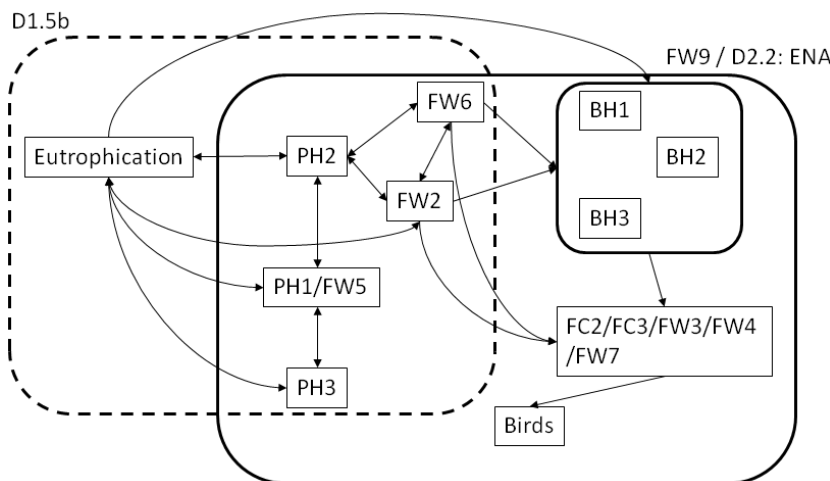 D1.5b
FW9 / D2.2: ENA
FW6
BH1
Eutrophication
PH2
BH2
FW2
BH3
PH1/FW5
FC2/FC3/FW3/FW4
/FW7
PH3
Birds